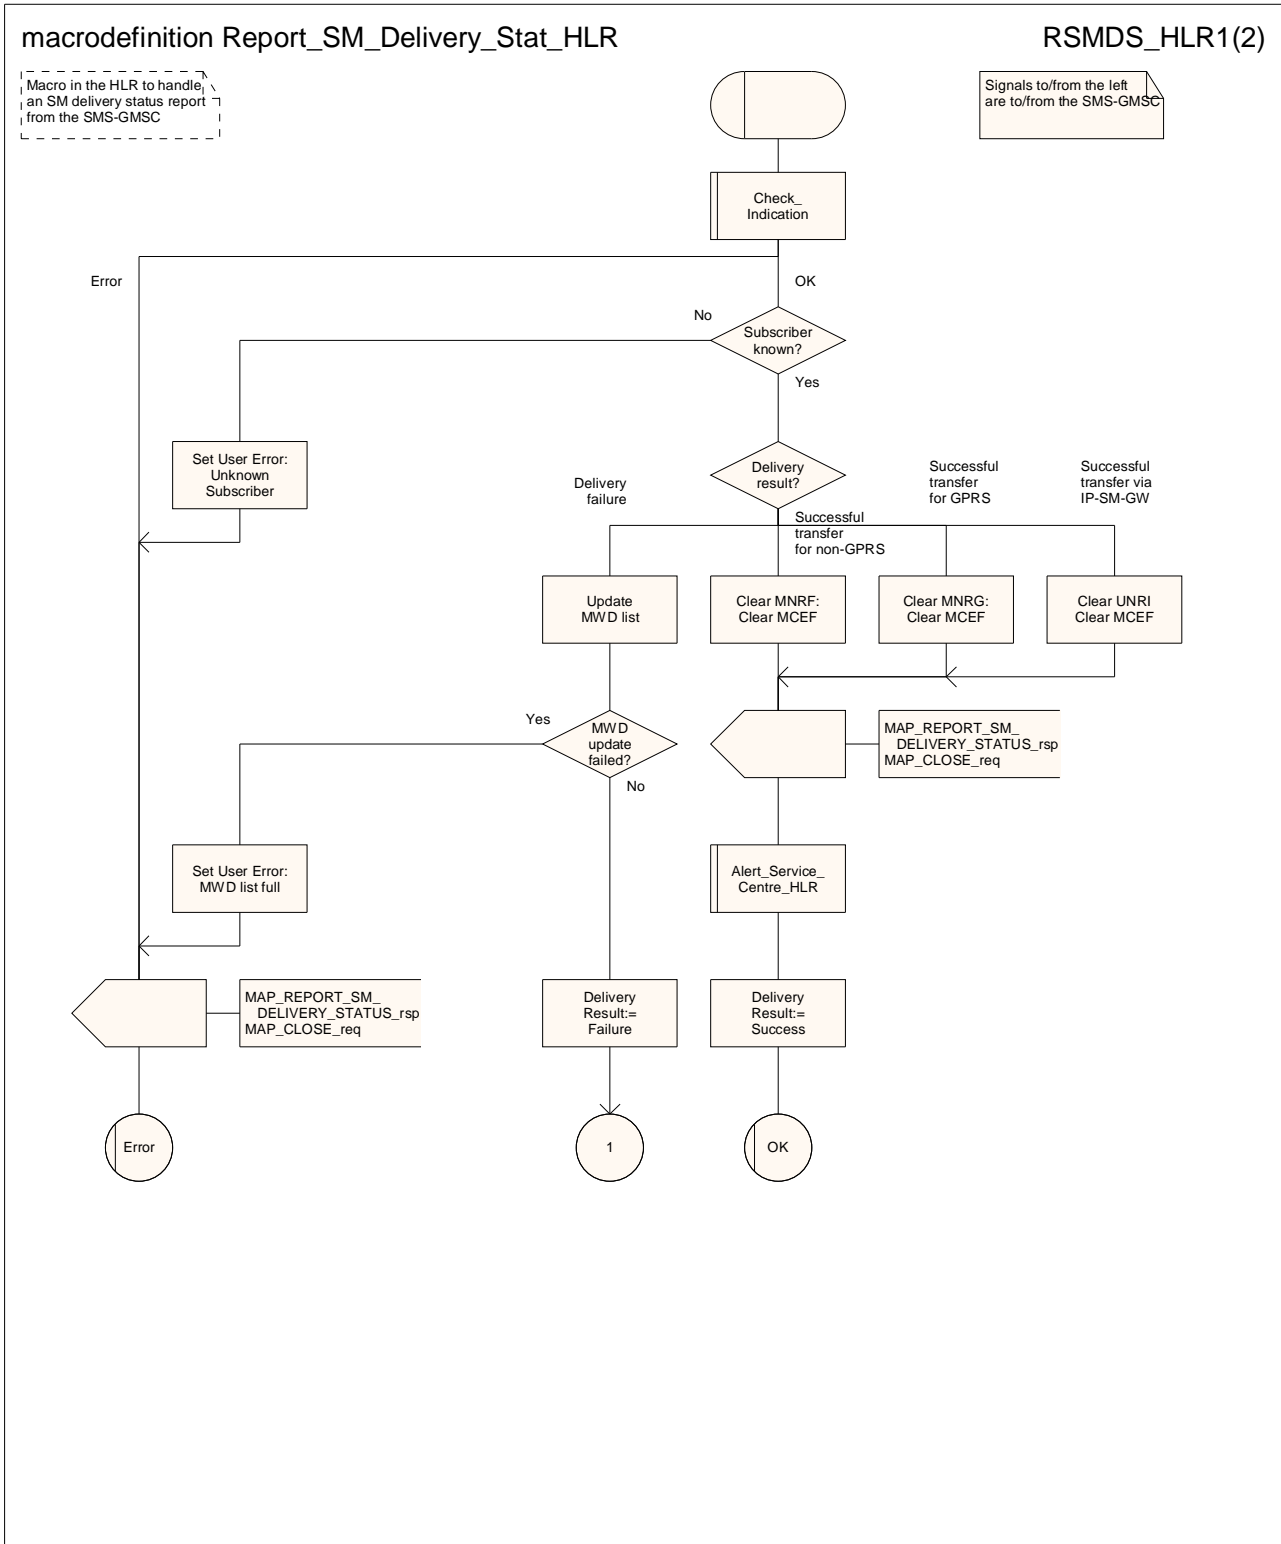 macrodefinition Report_SM_Delivery_Stat_HLR
RSMDS_HLR1(2)
Macro in the HLR to handle
an SM delivery status report
from the SMS-GMSC
Signals to/from the left
are to/from the SMS-GMSC
Check_
Indication
Error
OK
No
Subscriber
known?
Yes
Set User Error:
Unknown
Subscriber
Delivery
result?
Delivery
failure
Successful
transfer
for non-GPRS
Successful
transfer
for GPRS
Successful
transfer via
IP-SM-GW
Update
MWD list
Clear MNRF:
Clear MCEF
Clear MNRG:
Clear MCEF
Clear UNRI
Clear MCEF
Yes
MWD
update
failed?
No
MAP_REPORT_SM_
DELIVERY_STATUS_rsp
MAP_CLOSE_req
Set User Error:
MWD list full
Alert_Service_
Centre_HLR
MAP_REPORT_SM_
DELIVERY_STATUS_rsp
MAP_CLOSE_req
Delivery
Result:=
Failure
Delivery
Result:=
Success
Error
1
OK